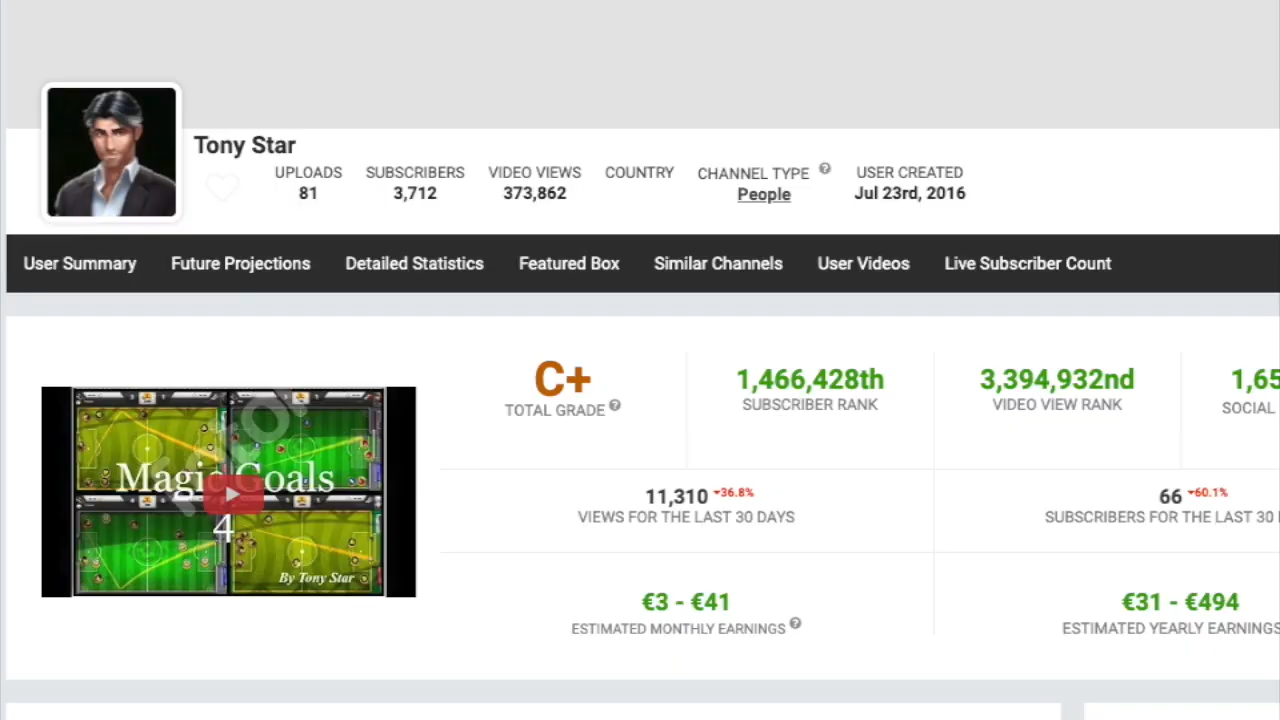 Tony Star
UPLOADS SUBSCRIBERS VIDEO VIEWS COUNTRY CHANNEL TYPE USER CREATED
81 3,712 373,862 People Jul 23rd, 2016
User Summary Future Projections Detailed Statistics Featured Box Similar Channels User Videos Live Subscriber Count
C+ 1,466,428th 3,394,932nd 1,65
TOTAL GRADE SUBSCRIBER RANK VIDEO VIEW RANK SOCIAL
Magic Goals
4
By Tony Star
11,310 36.8% 66 60.1%
VIEWS FOR THE LAST 30 DAYS SUBSCRIBERS FOR THE LAST 30
€3 - €41 €31 - €494
ESTIMATED MONTHLY EARNINGS ESTIMATED YEARLY EARNINGS